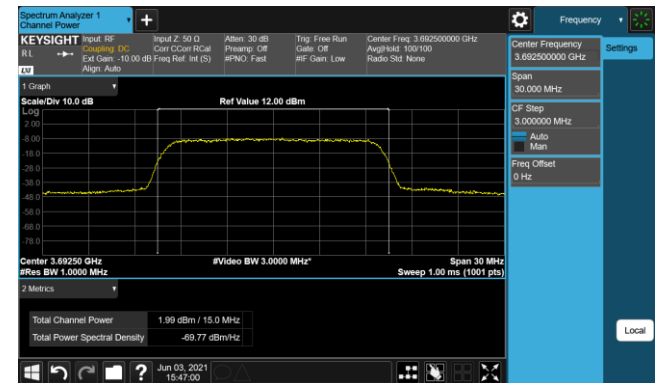 Spectrum Analyzer 1
Channel Power
Frequency
KEYSIGHT
Input: RF
Input Z: 50 Ω
Atten: 30 dB
Trig: Free Run
Center Freq: 3.692500000 GHz
RL
Coupling: DC
Corr CCorr RCal
Preamp: Off
Gate: Off
Avg|Hold: 100/100
Ext Gain: -10.00 dB
Freq Ref: Int (S)
#PNO: Fast
#IF Gain: Low
Radio Std: None
Align: Auto
LXI
1 Graph
Scale/Div 10.0 dB
Ref Value 12.00 dBm
Log
2.00
-8.00
-18.0
-28.0
-38.0
-48.0
-58.0
-68.0
-78.0
Center 3.69250 GHz
#Video BW 3.0000 MHz*
Span 30 MHz
#Res BW 1.0000 MHz
Sweep 1.00 ms (1001 pts)
2 Metrics
Total Channel Power
1.99 dBm / 15.0 MHz
Total Power Spectral Density
-69.77 dBm/Hz
Center Frequency
3.692500000 GHz
Settings
Span
30.000 MHz
CF Step
3.000000 MHz
Auto
Man
Freq Offset
0 Hz
Local
?
Jun 03, 2021
15:47:00